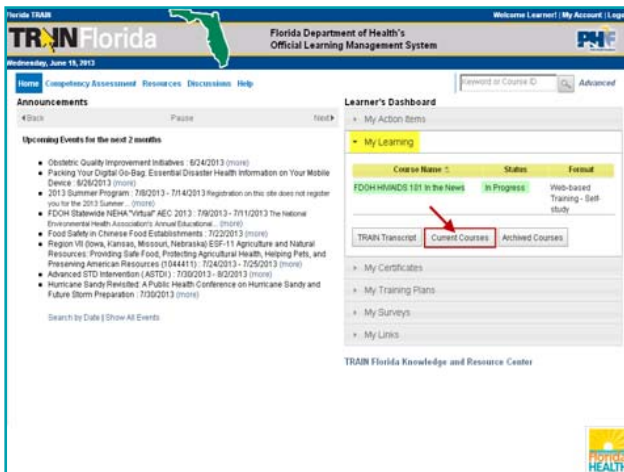 Florida TRAIN
Welcome Learner! | My Account | Logo
TRAIN Florida
Florida Department of Health's
Official Learning Management System
PHF
Wednesday, June 19, 2013
Home Competency Assessment Resources Discussions Help
Keyword or Course ID
Advanced
Announcements
Back Pause Next
Upcoming Events for the next 2 months
Obstetric Quality Improvement Initiatives : 6/24/2013 (more)
Packing Your Digital Go-Bag: Essential Disaster Health Information on Your Mobile
Device : 6/26/2013 (more)
2013 Summer Program : 7/8/2013 - 7/14/2013 Registration on this site does not register
you for the 2013 Summer... (more)
FDOH Statewide NEHA "Virtual" AEC 2013 : 7/9/2013 - 7/11/2013 The National
Environmental Health Association's Annual Educational... (more)
Food Safety in Chinese Food Establishments : 7/22/2013 (more)
Region VII (Iowa, Kansas, Missouri, Nebraska) ESF-11 Agriculture and Natural
Resources: Providing Safe Food, Protecting Agricultural Health, Helping Pets, and
Preserving American Resources (1044411) : 7/24/2013 - 7/25/2013 (more)
Advanced STD Intervention (ASTDI) : 7/30/2013 - 8/2/2013 (more)
Hurricane Sandy Revisited: A Public Health Conference on Hurricane Sandy and
Future Storm Preparation : 7/30/2013 (more)
Search by Date | Show All Events
Learner's Dashboard
My Action Items
My Learning
Course Name Status Format
FDOH HIV/AIDS 101 In the News In Progress Web-based
Training - Self-
study
TRAIN Transcript Current Courses Archived Courses
My Certificates
My Training Plans
My Surveys
My Links
TRAIN Florida Knowledge and Resource Center
Florida
HEALTH